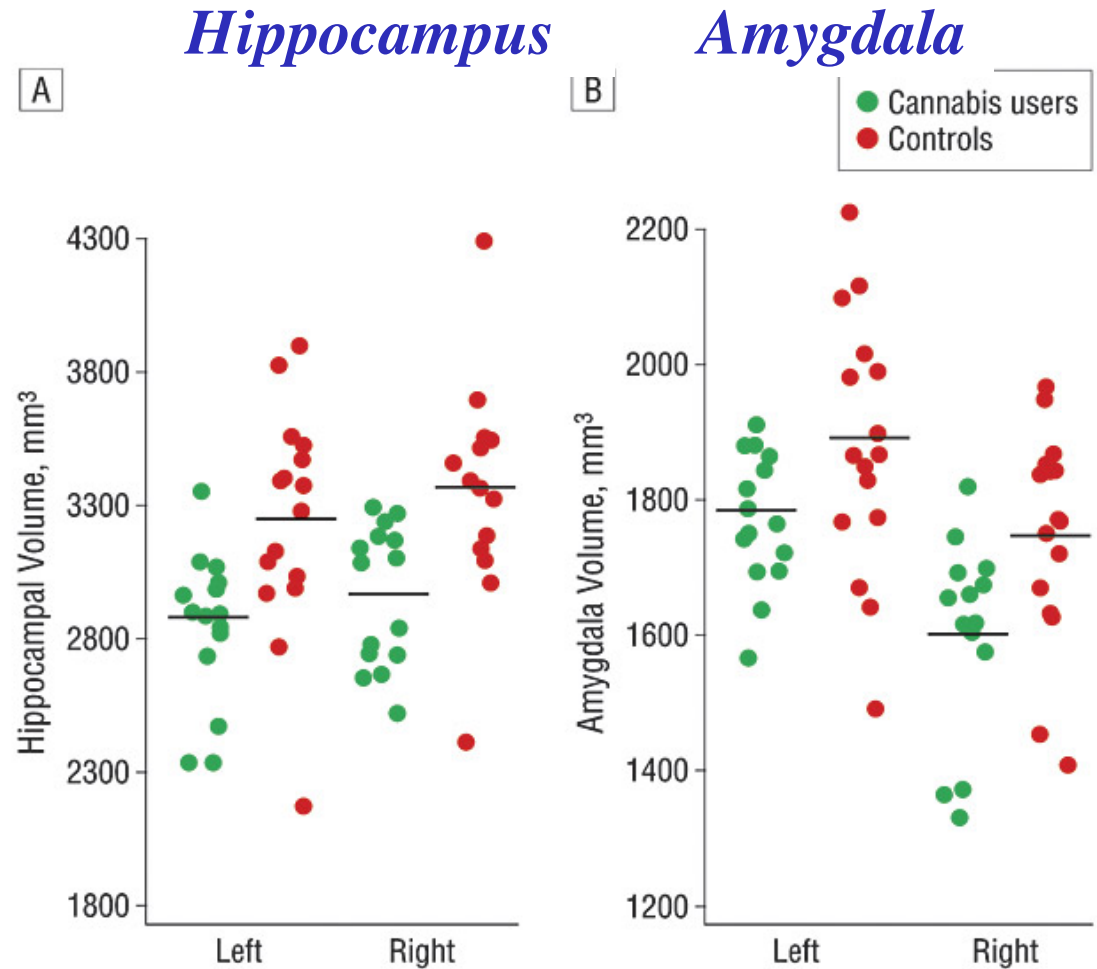 Hippocampus
Amygdala
A
B
Cannabis users
Controls
Hippocampal Volume, mm³
4300
3800
3300
2800
2300
1800
Left
Right
Amygdala Volume, mm³
2200
2000
1800
1600
1400
1200
Left
Right